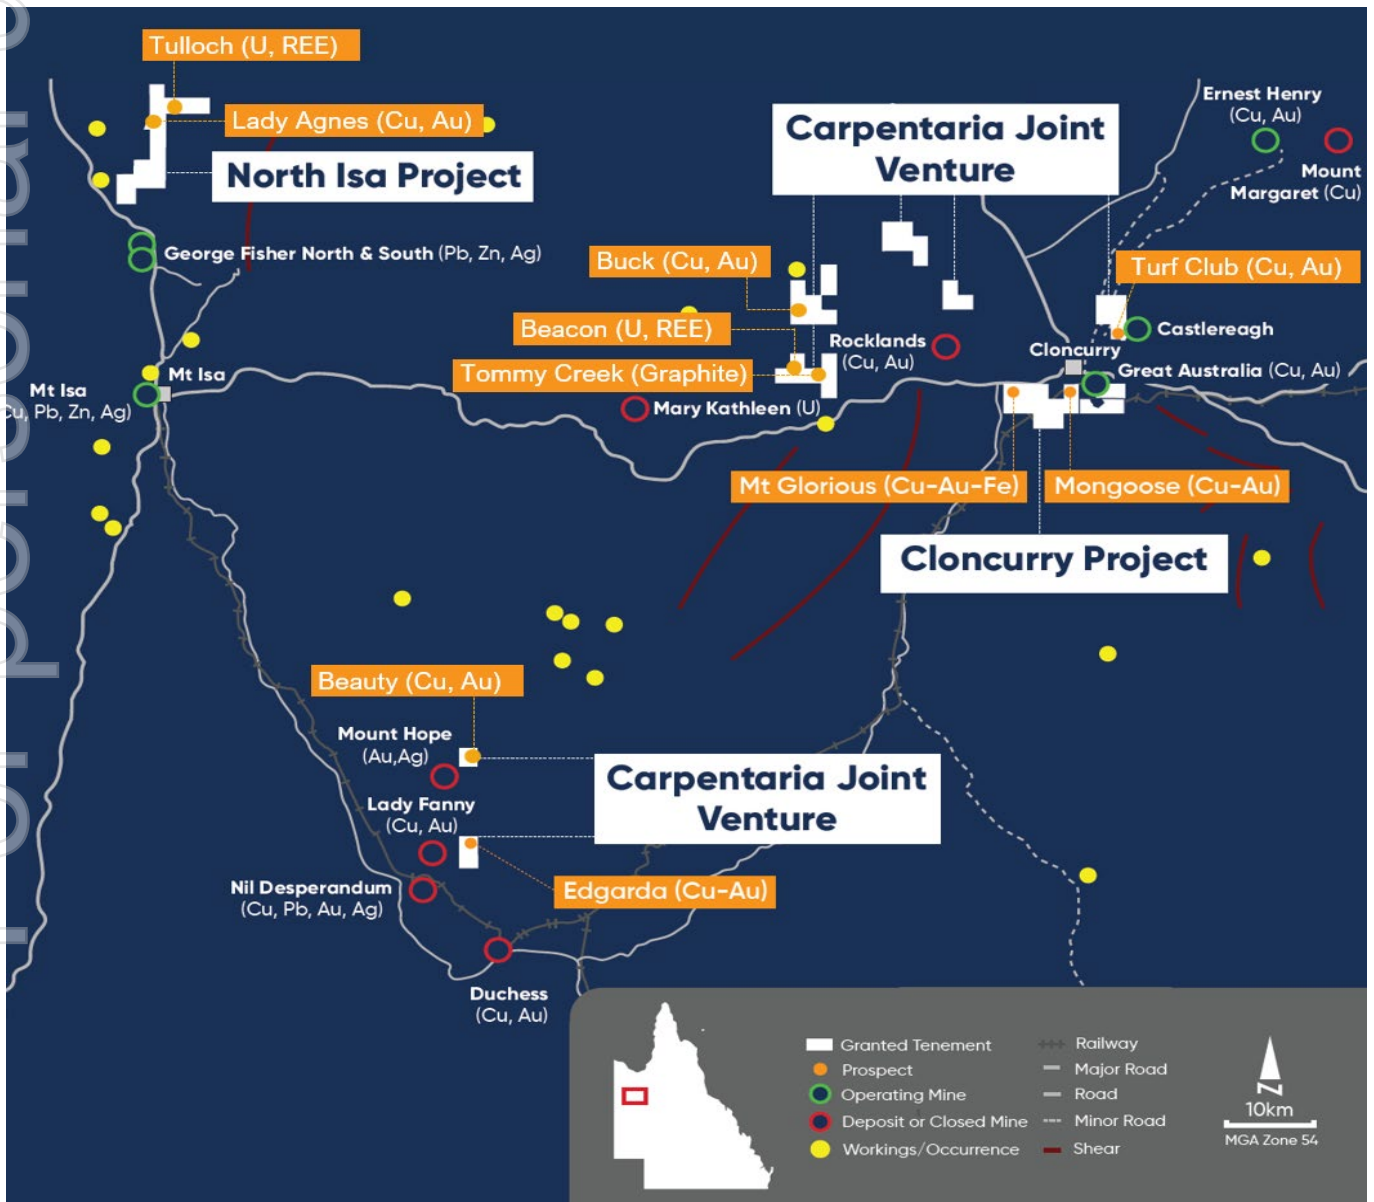 For personal use
Tulloch (U, REE)
Lady Agnes (Cu, Au)
North Isa Project
George Fisher North & South (Pb, Zn, Ag)
Carpentaria Joint
Venture
Ernest Henry
(Cu, Au)
Mount
Margaret (Cu)
Buck (Cu, Au)
Turf Club (Cu, Au)
Beacon (U, REE)
Rocklands
(Cu, Au)
Castlereagh
Cloncurry
Tommy Creek (Graphite)
Great Australia (Cu, Au)
Mt Isa
Mt Isa
Cu, Pb, Zn, Ag)
Mary Kathleen (U)
Mt Glorious (Cu-Au-Fe)
Mongoose (Cu-Au)
Cloncurry Project
Beauty (Cu, Au)
Mount Hope
(Au,Ag)
Carpentaria Joint
Venture
Lady Fanny
(Cu, Au)
Nil Desperandum
(Cu, Pb, Au, Ag)
Edgarda (Cu-Au)
Duchess
(Cu, Au)
Granted Tenement
Prospect
Operating Mine
Deposit or Closed Mine
Workings/Occurrence
Railway
Major Road
Road
Minor Road
Shear
N
10km
MGA Zone 54